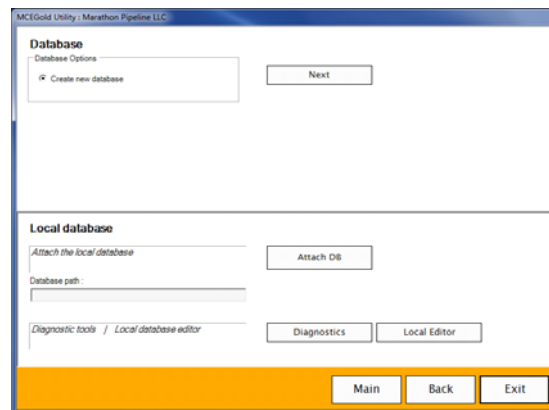 MCEGold Utility : Marathon Pipeline LLC
Database
Database Options
Create new database
Next
Local database
Attach the local database
Attach DB
Database path :
Diagnostic tools / Local database editor
Diagnostics
Local Editor
Main
Back
Exit